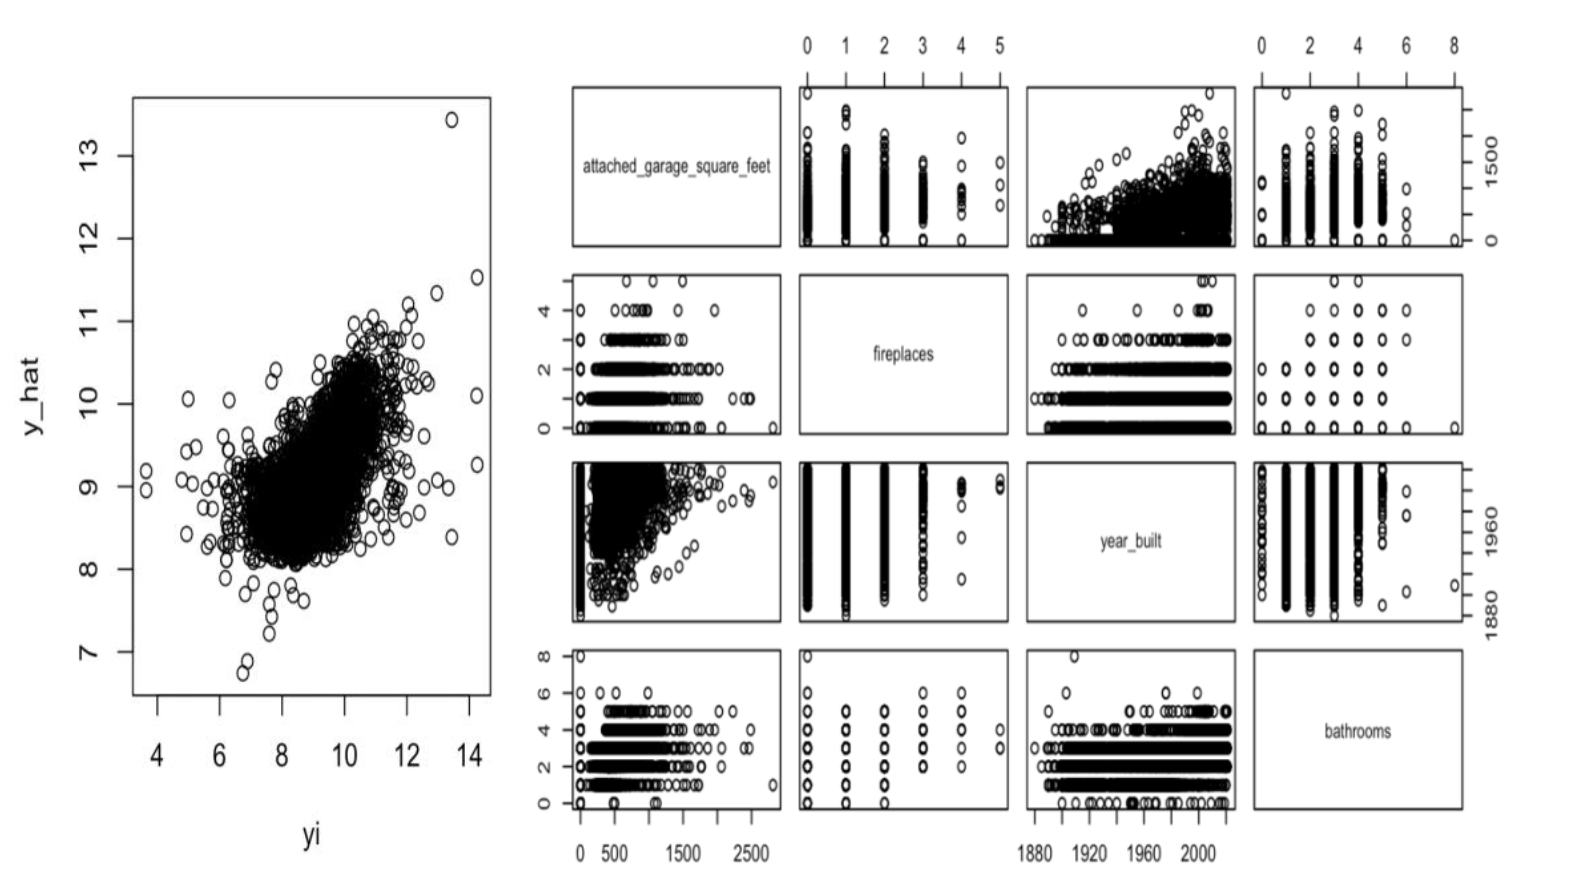 y_hat
13
12
11
10
9
8
7
4 6 8 10 12 14
yi
0 1 2 3 4 5
0 2 4 6 8
attached_garage_square_feet
0 1500
0 2 4
fireplaces
year_built
1880 1960
0 2 4 6 8
bathrooms
0 500 1500 2500
1880 1920 1960 2000